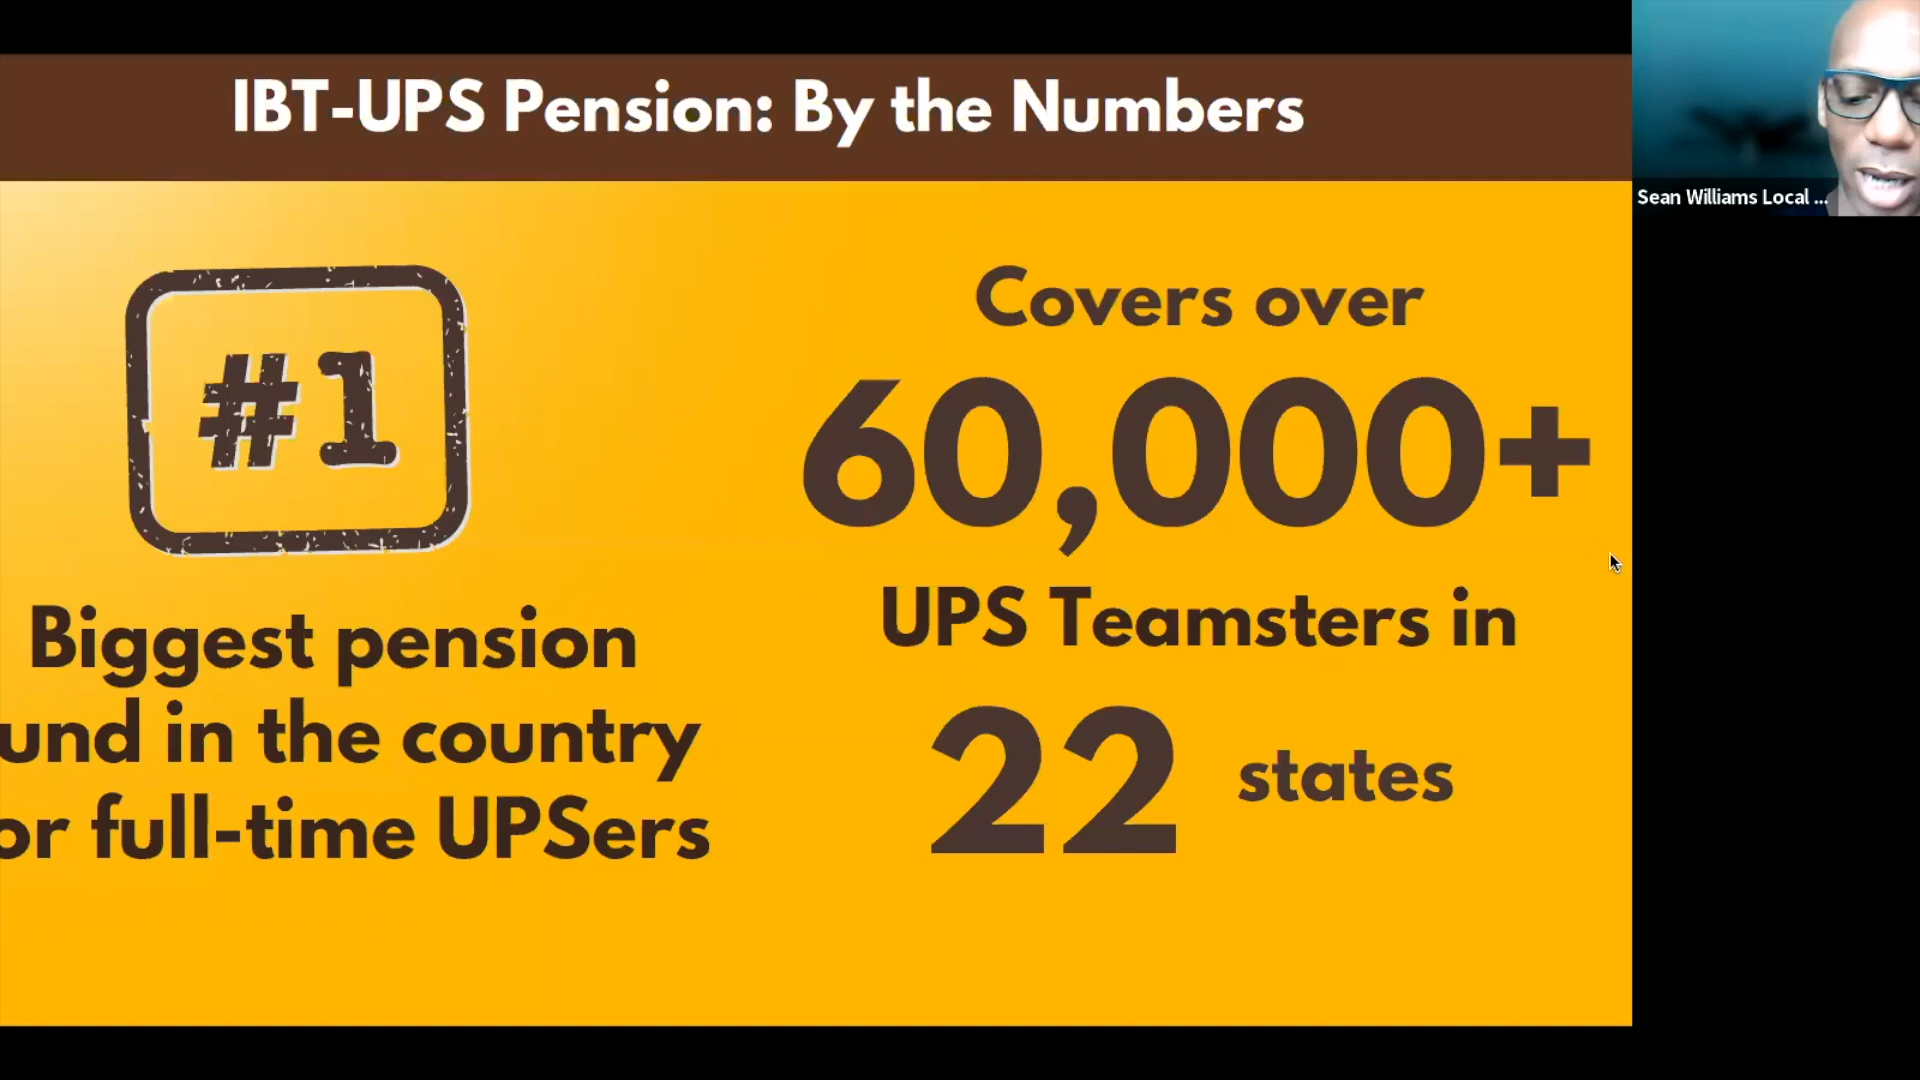 IBT-UPS Pension: By the Numbers
Sean Williams Local ...
#1
Biggest pension
und in the country
or full-time UPSers
Covers over
60,000+
UPS Teamsters in
22 states